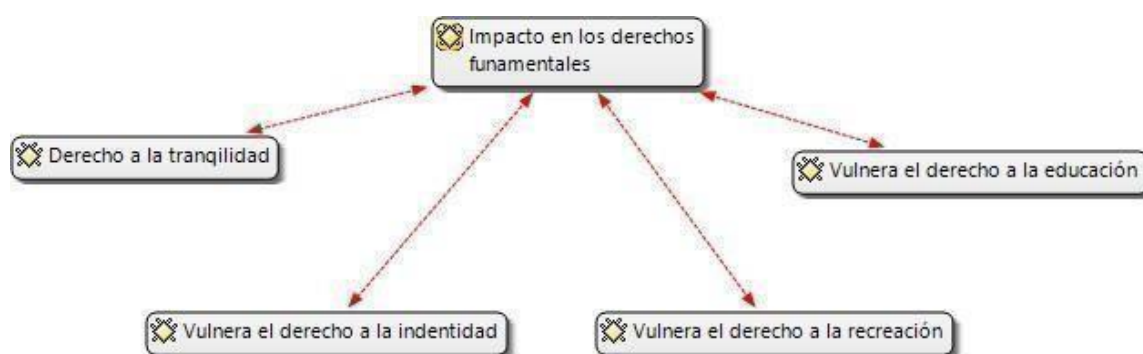 Impacto en los derechos
funamentales
Derecho a la tranqilidad
Vulnera el derecho a la educación
Vulnera el derecho a la indentidad
Vulnera el derecho a la recreación